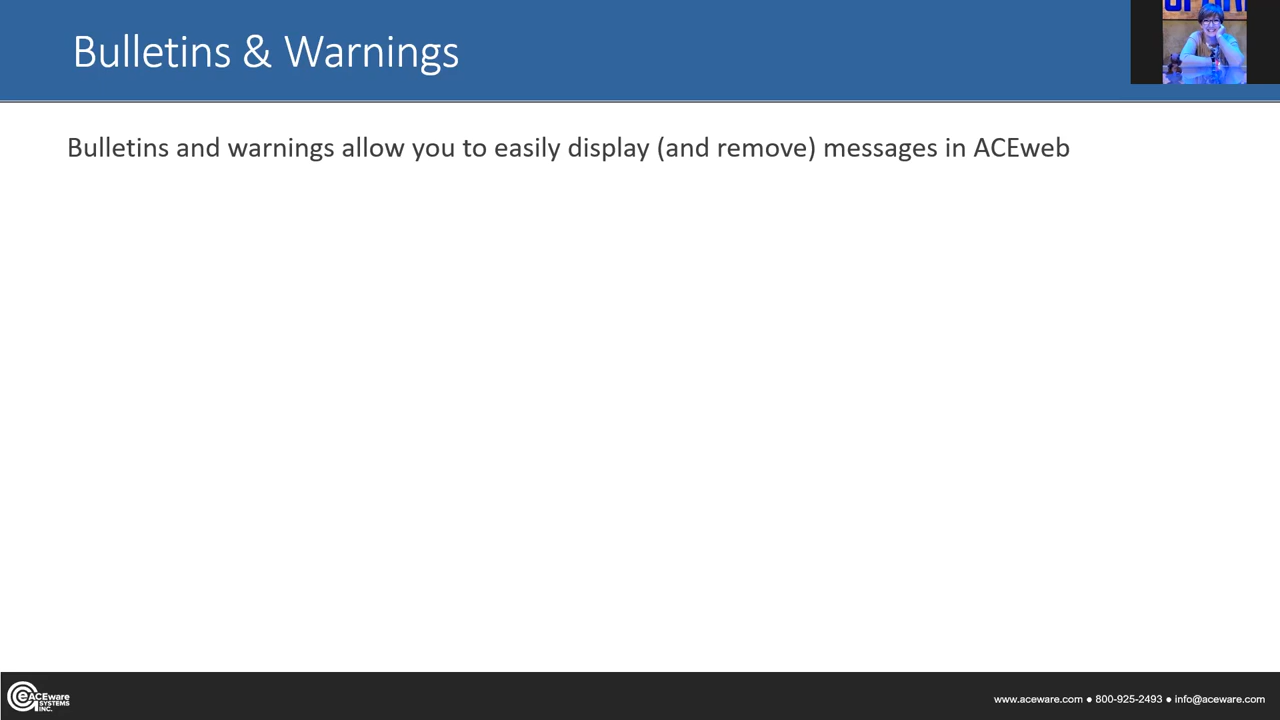 Bulletins & Warnings
Bulletins and warnings allow you to easily display (and remove) messages in ACEweb
eACEware
SYSTEMS
INC.
www.aceware.com ● 800-925-2493 ● info@aceware.com